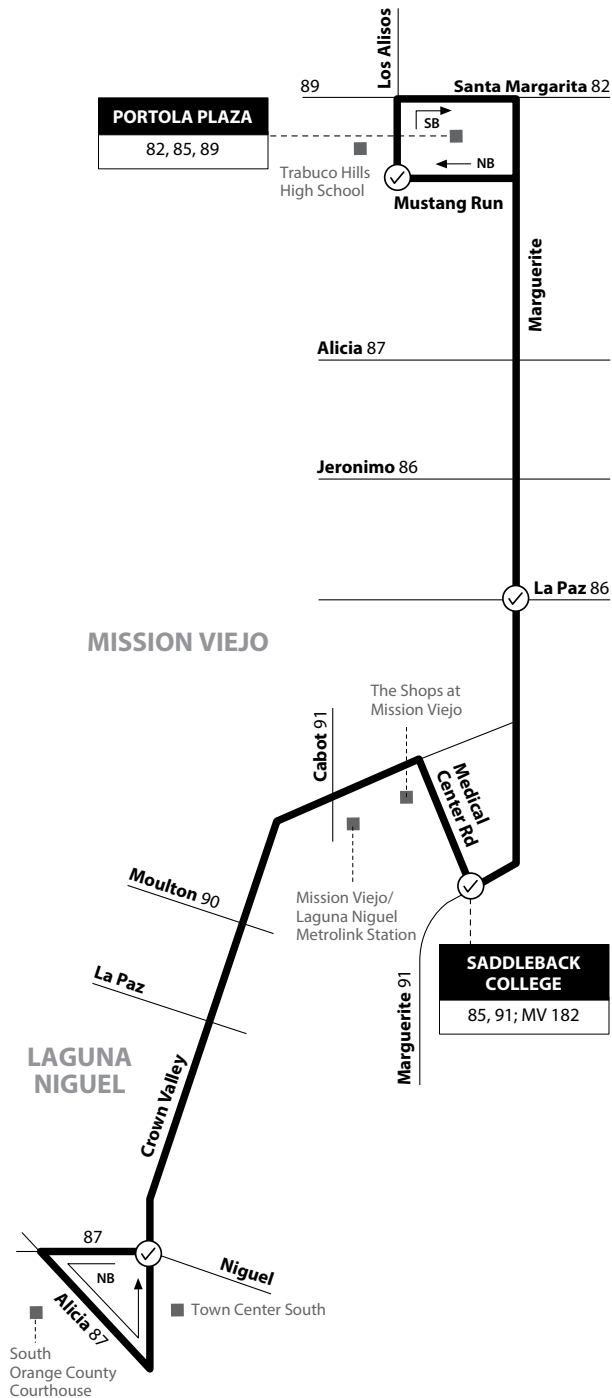 Los Alisos
89
Santa Margarita 82
PORTOLA PLAZA
82, 85, 89
SB
NB
Trabuco Hills
High School
Mustang Run
Marguerite
Alicia 87
Jeronimo 86
La Paz 86
MISSION VIEJO
The Shops at
Mission Viejo
Cabot 91
Medical
Center Rd
Moulton 90
Mission Viejo/
Laguna Niguel
Metrolink Station
La Paz
SADDLEBACK
COLLEGE
85, 91; MV 182
Marguerite 91
LAGUNA
NIGUEL
Crown Valley
87
NB
Niguel
Alicia 87
Town Center South
South
Orange County
Courthouse